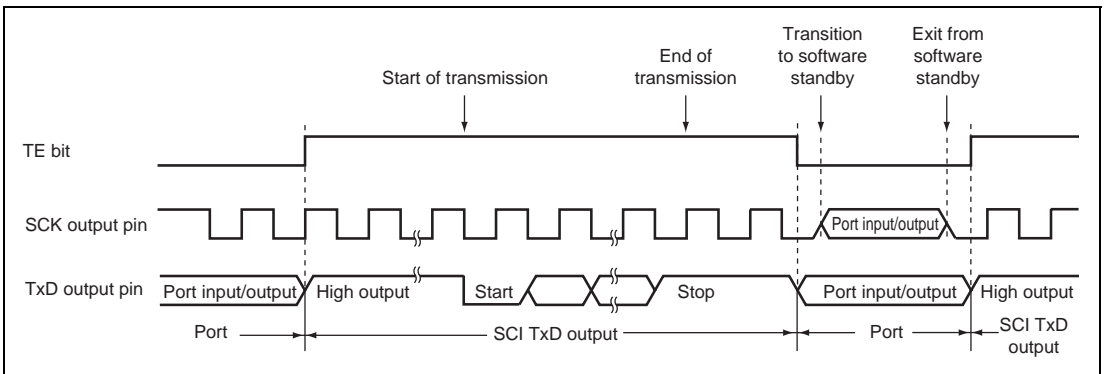 Start of transmission
End of
transmission
Transition
to software
standby
Exit from
software
standby
TE bit
SCK output pin
Port input/output
TxD output pin
Port input/output
High output
Start
Stop
Port input/output
High output
Port
SCI TxD output
Port
SCI TxD
output